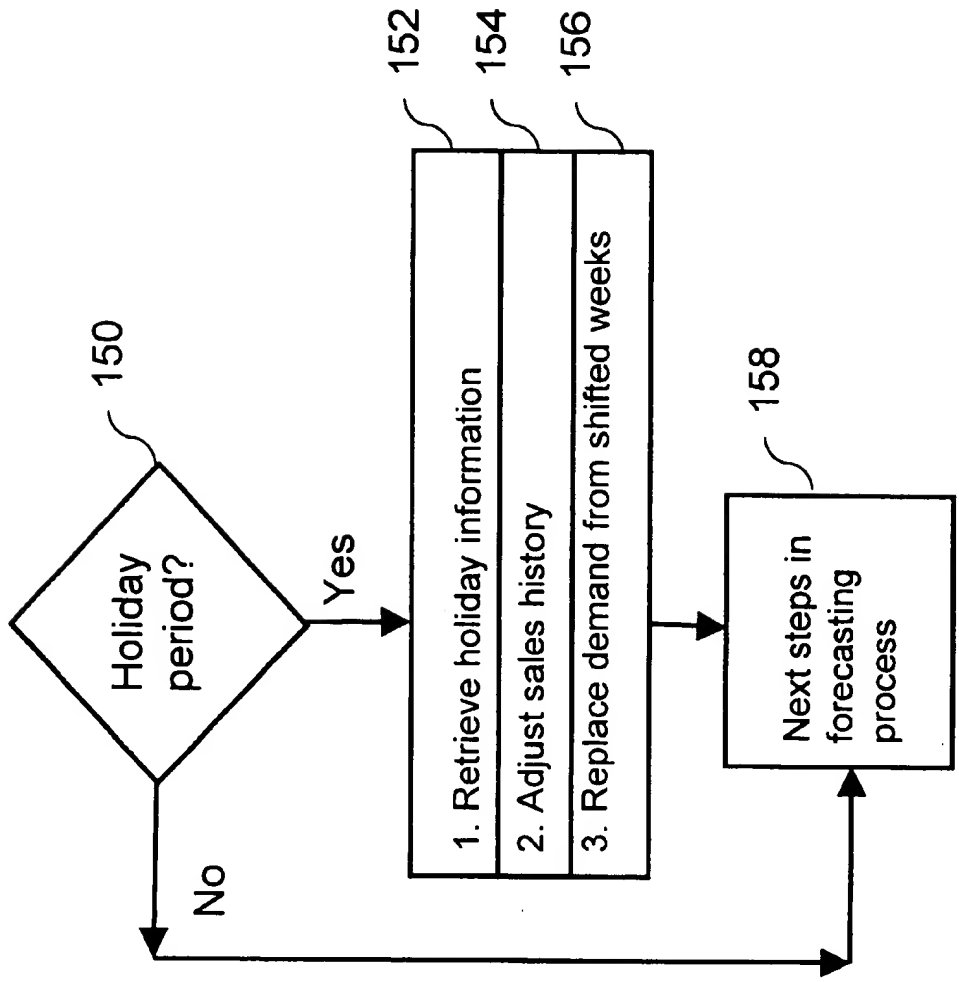 150
Holiday
period?
Yes
No
152
1. Retrieve holiday information
154
2. Adjust sales history
156
3. Replace demand from shifted weeks
158
Next steps in
forecasting
process